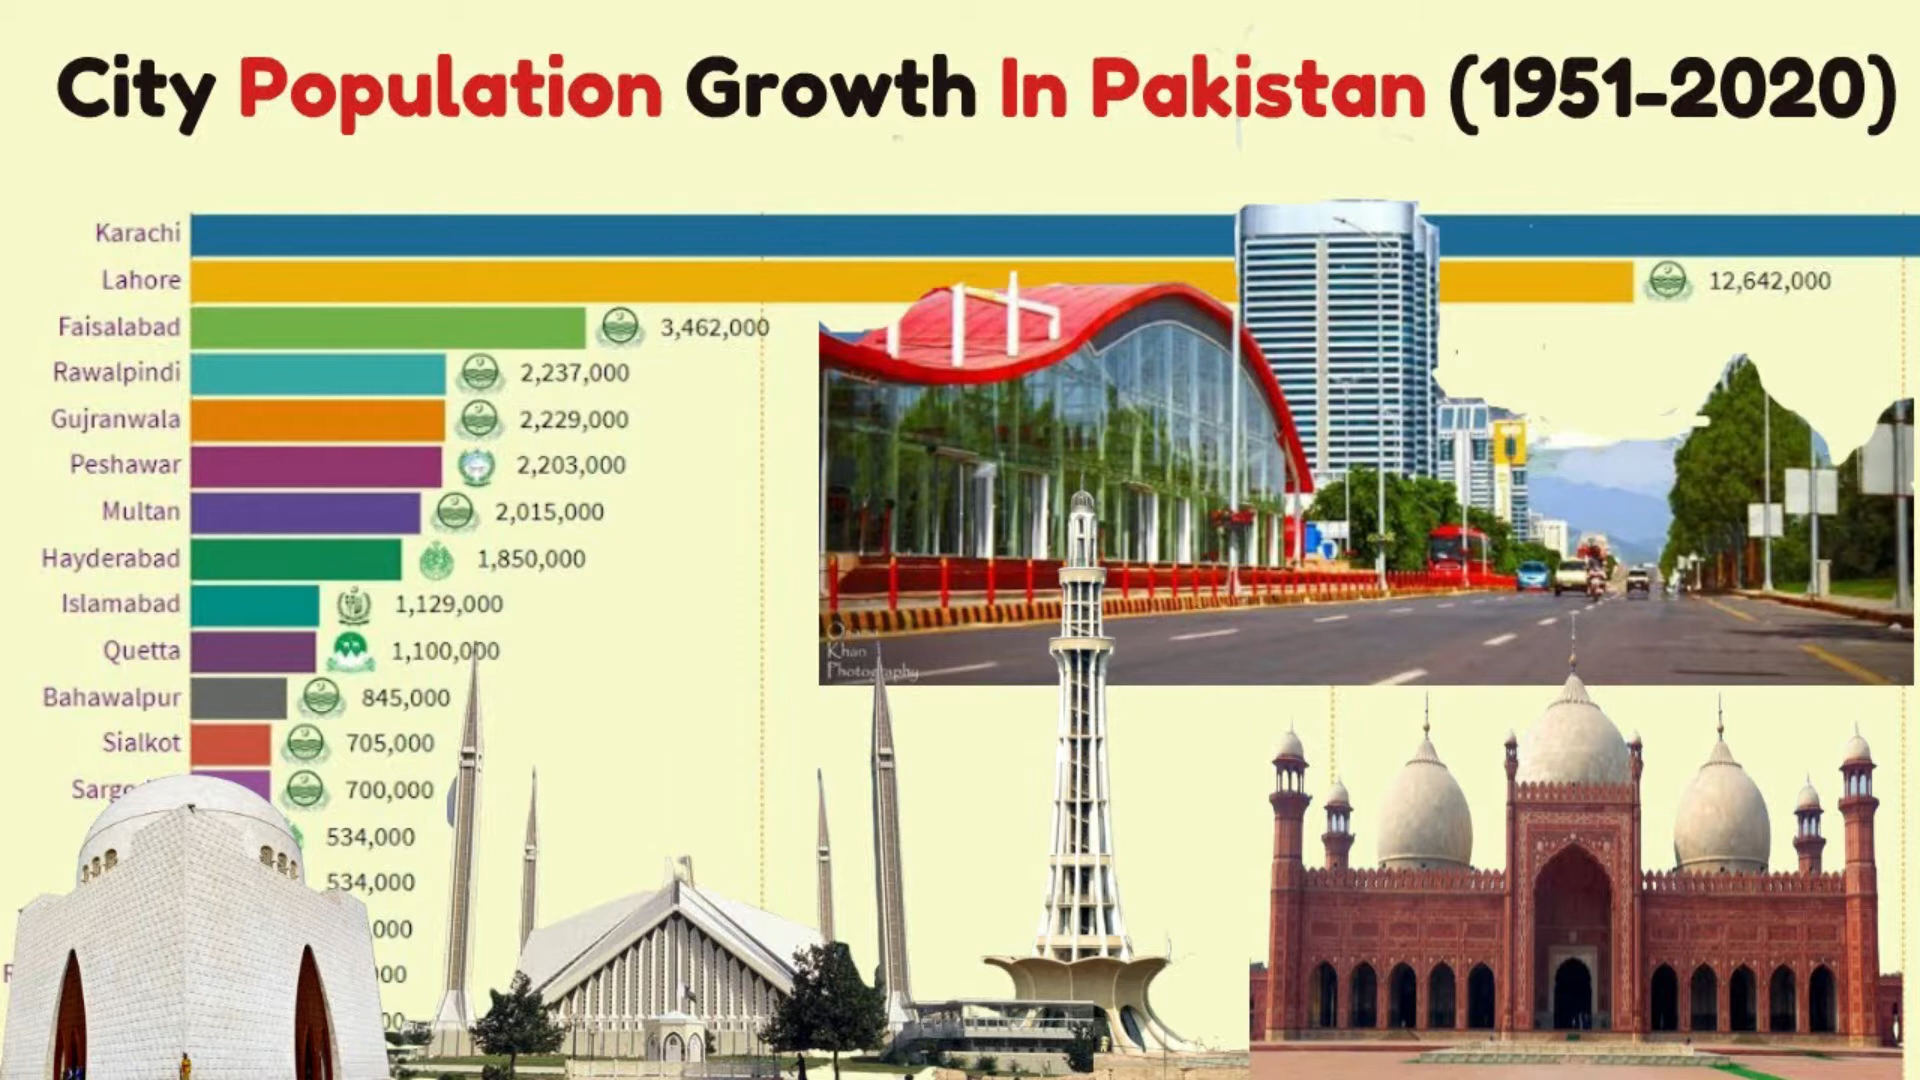 City Population Growth In Pakistan (1951-2020)
Karachi
Lahore 12,642,000
Faisalabad 3,462,000
Rawalpindi 2,237,000
Gujranwala 2,229,000
Peshawar 2,203,000
Multan 2,015,000
Hayderabad 1,850,000
Islamabad 1,129,000
Quetta 1,100,000
Bahawalpur 845,000
Sialkot 705,000
700,000
534,000
534,000
Khan
Photography